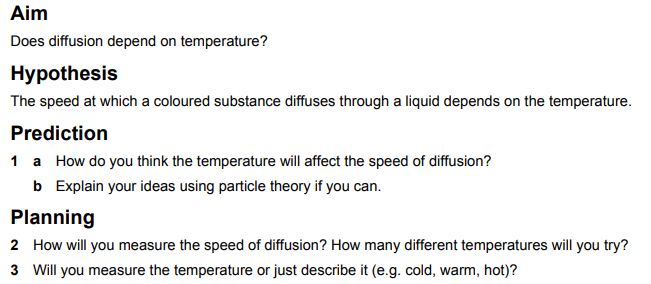 Aim
Does diffusion depend on temperature?
Hypothesis
The speed at which a coloured substance diffuses through a liquid depends on the temperature.
Prediction
1 a How do you think the temperature will affect the speed of diffusion?
b Explain your ideas using particle theory if you can.
Planning
2 How will you measure the speed of diffusion? How many different temperatures will you try?
3 Will you measure the temperature or just describe it (e.g. cold, warm, hot)?